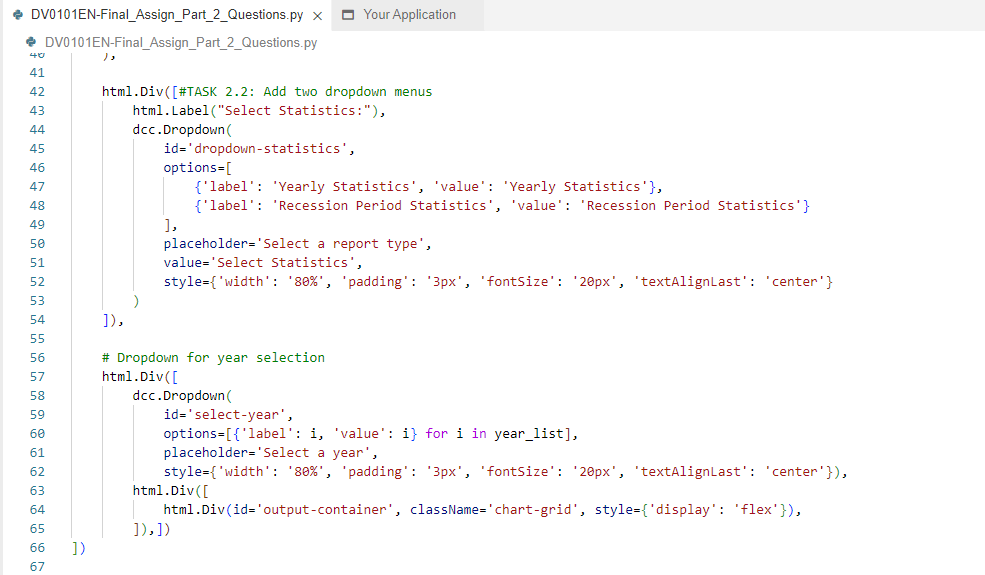 DV0101EN-Final_Assign_Part_2_Questions.py × Your Application
DV0101EN-Final_Assign_Part_2_Questions.py
40 ),
41
42 html.Div([#TASK 2.2: Add two dropdown menus
43 html.Label("Select Statistics:"),
44 dcc.Dropdown(
45 id='dropdown-statistics',
46 options=[
47 {'label': 'Yearly Statistics', 'value': 'Yearly Statistics'},
48 {'label': 'Recession Period Statistics', 'value': 'Recession Period Statistics'}
49 ],
50 placeholder='Select a report type',
51 value='Select Statistics',
52 style={'width': '80%', 'padding': '3px', 'fontSize': '20px', 'textAlignLast': 'center'}
53 )
54 ]),
55
56 # Dropdown for year selection
57 html.Div([
58 dcc.Dropdown(
59 id='select-year',
60 options=[{'label': i, 'value': i} for i in year_list],
61 placeholder='Select a year',
62 style={'width': '80%', 'padding': '3px', 'fontSize': '20px', 'textAlignLast': 'center'}),
63 html.Div([
64 html.Div(id='output-container', className='chart-grid', style={'display': 'flex'}),
65 ]),])
66 ])
67